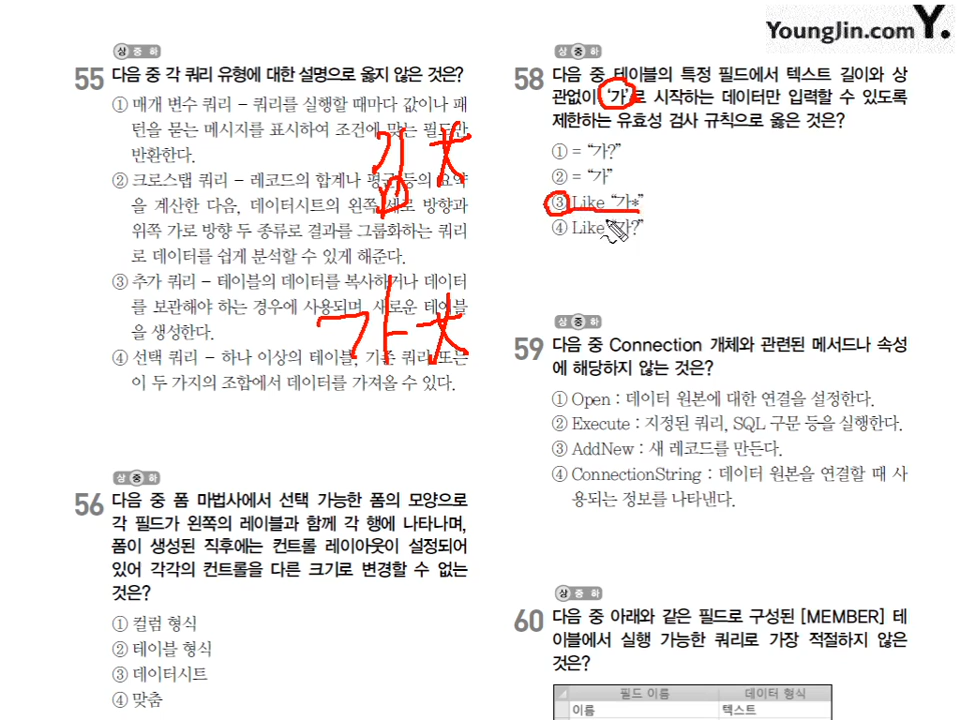 YoungJin.com Y.
상 중 하
55 다음 중 각 쿼리 유형에 대한 설명으로 옳지 않은 것은?
① 매개 변수 쿼리 – 쿼리를 실행할 때마다 값이나 패
턴을 묻는 메시지를 표시하여 조건에 맞는 필드만
반환한다.
② 크로스탭 쿼리 – 레코드의 합계나 평균 등의 요약
을 계산한 다음, 데이터시트의 왼쪽 세로 방향과
위쪽 가로 방향 두 종류로 결과를 그룹화하는 쿼리
로 데이터를 쉽게 분석할 수 있게 해준다.
③ 추가 쿼리 – 테이블의 데이터를 복사하거나 데이터
를 보관해야 하는 경우에 사용되며, 새로운 테이블
을 생성한다.
④ 선택 쿼리 – 하나 이상의 테이블, 기존 쿼리 또는
이 두 가지의 조합에서 데이터를 가져올 수 있다.
김*
가*
상 중 하
56 다음 중 폼 마법사에서 선택 가능한 폼의 모양으로
각 필드가 왼쪽의 레이블과 함께 각 행에 나타나며,
폼이 생성된 직후에는 컨트롤 레이아웃이 설정되어
있어 각각의 컨트롤을 다른 크기로 변경할 수 없는
것은?
① 컬럼 형식
② 테이블 형식
③ 데이터시트
④ 맞춤
상 중 하
58 다음 중 테이블의 특정 필드에서 텍스트 길이와 상
관없이 '가'로 시작하는 데이터만 입력할 수 있도록
제한하는 유효성 검사 규칙으로 옳은 것은?
① = “가?”
② = “가”
③ Like “가*”
④ Like “가?”
상 중 하
59 다음 중 Connection 개체와 관련된 메서드나 속성
에 해당하지 않는 것은?
① Open : 데이터 원본에 대한 연결을 설정한다.
② Execute : 지정된 쿼리, SQL 구문 등을 실행한다.
③ AddNew : 새 레코드를 만든다.
④ ConnectionString : 데이터 원본을 연결할 때 사
용되는 정보를 나타낸다.
상 중 하
60 다음 중 아래와 같은 필드로 구성된 [MEMBER] 테
이블에서 실행 가능한 쿼리로 가장 적절하지 않은
것은?
필드 이름 데이터 형식
이름 텍스트